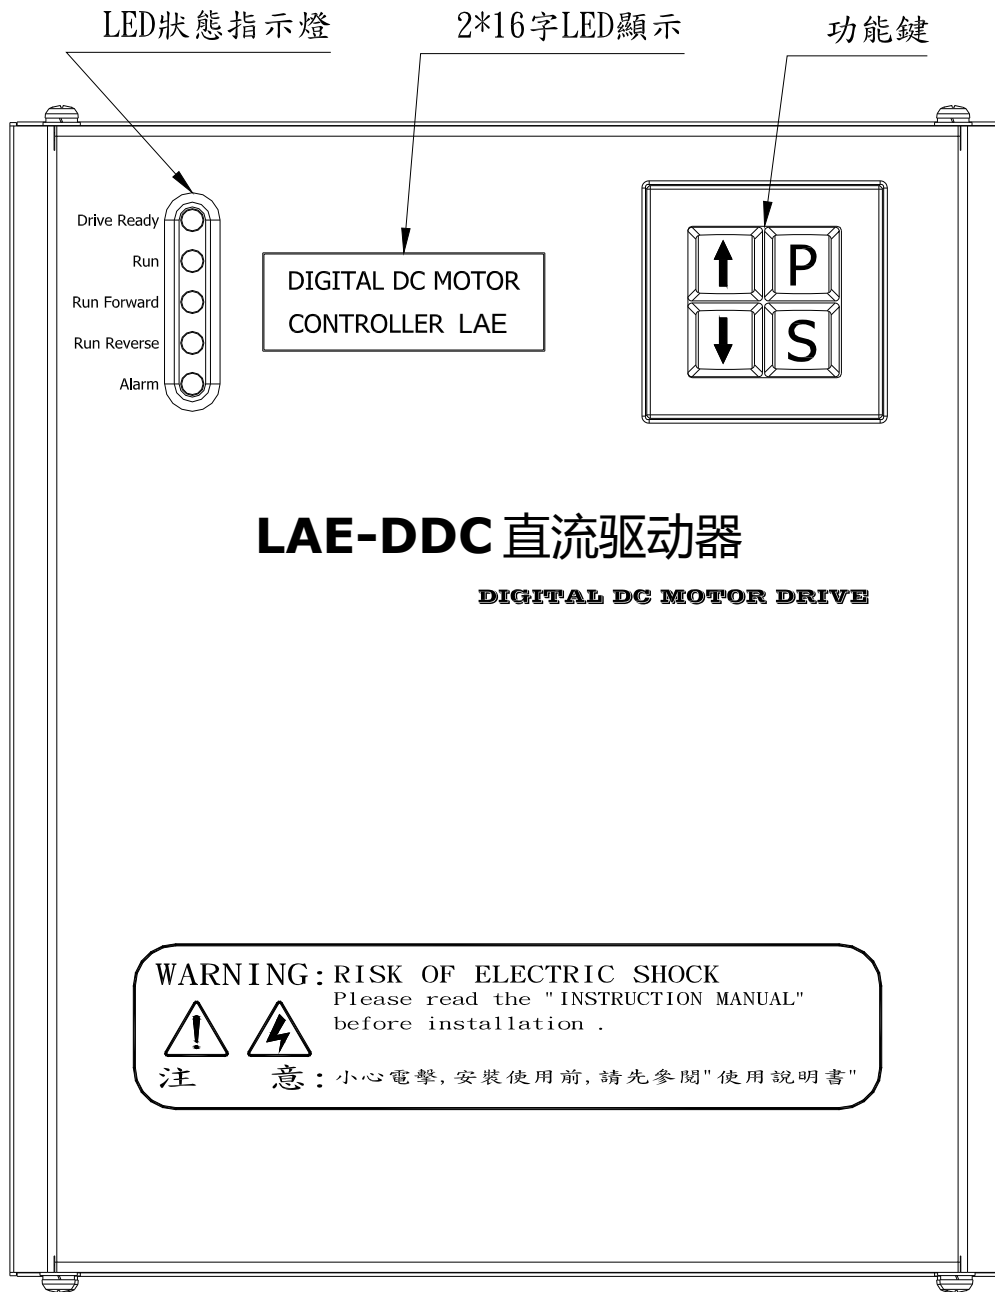 LED狀態指示燈
2*16字LED顯示
功能鍵
Drive Ready
Run
Run Forward
Run Reverse
Alarm
DIGITAL DC MOTOR
CONTROLLER LAE
P
S
LAE-DDC 直流驱动器
DIGITAL DC MOTOR DRIVE
WARNING: RISK OF ELECTRIC SHOCK
Please read the "INSTRUCTION MANUAL"
before installation .
注 意: 小心電擊, 安裝使用前, 請先參閱"使用說明書"